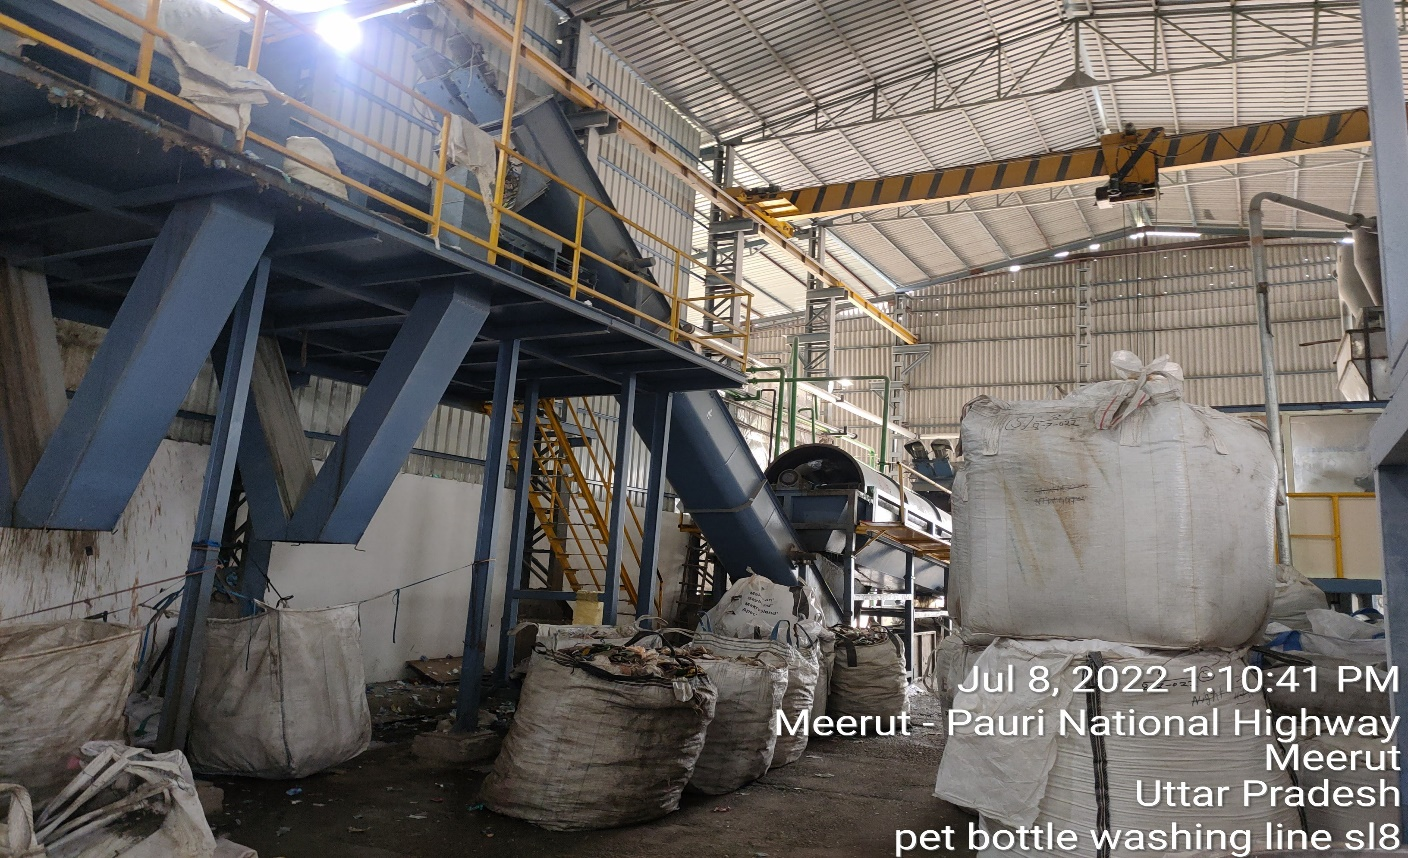 Jul 8, 2022 1:10:41 PM
Meerut - Pauri National Highway
Meerut
Uttar Pradesh
pet bottle washing line sl8